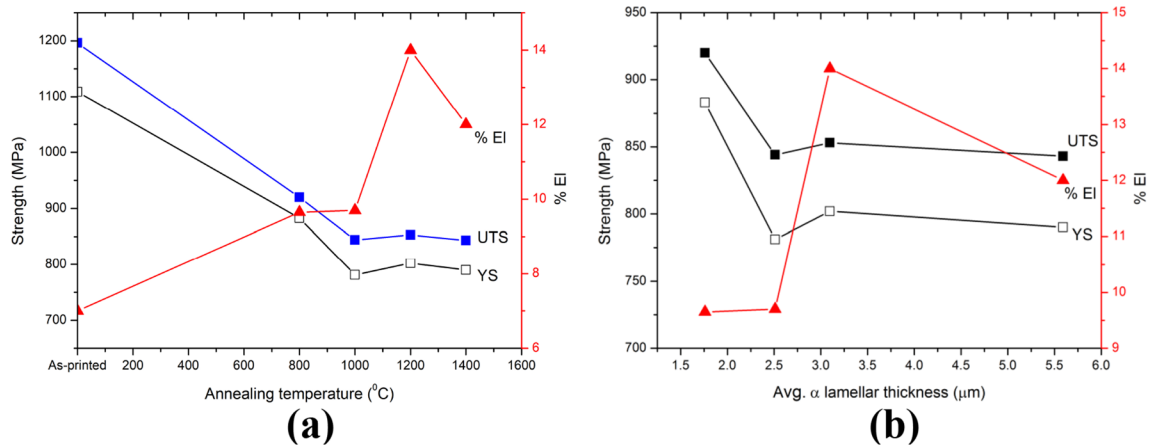 1200
1100
1000
900
800
700
Strength (MPa)
14
12
10
8
6
% El
% El
UTS
YS
As-printed 200 400 600 800 1000 1200 1400 1600
Annealing temperature (⁰C)
(a)
950
900
850
800
750
700
Strength (MPa)
15
14
13
12
11
10
9
% El
UTS
% El
YS
1.5 2.0 2.5 3.0 3.5 4.0 4.5 5.0 5.5 6.0
Avg. α lamellar thickness (μm)
(b)